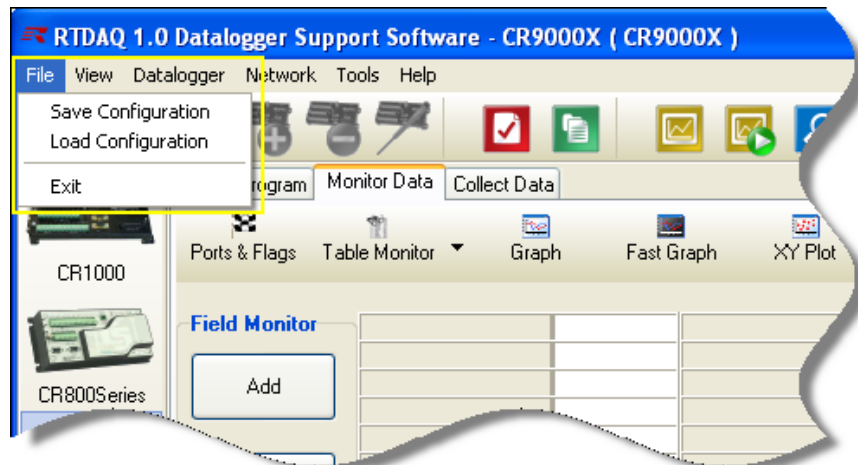 RTDAQ 1.0 Datalogger Support Software - CR9000X ( CR9000X )
File View Datalogger Network Tools Help
Save Configuration
Load Configuration
Exit
Monitor Data Collect Data
Ports & Flags Table Monitor Graph Fast Graph XY Plot
CR1000
Field Monitor
Add
CR800Series